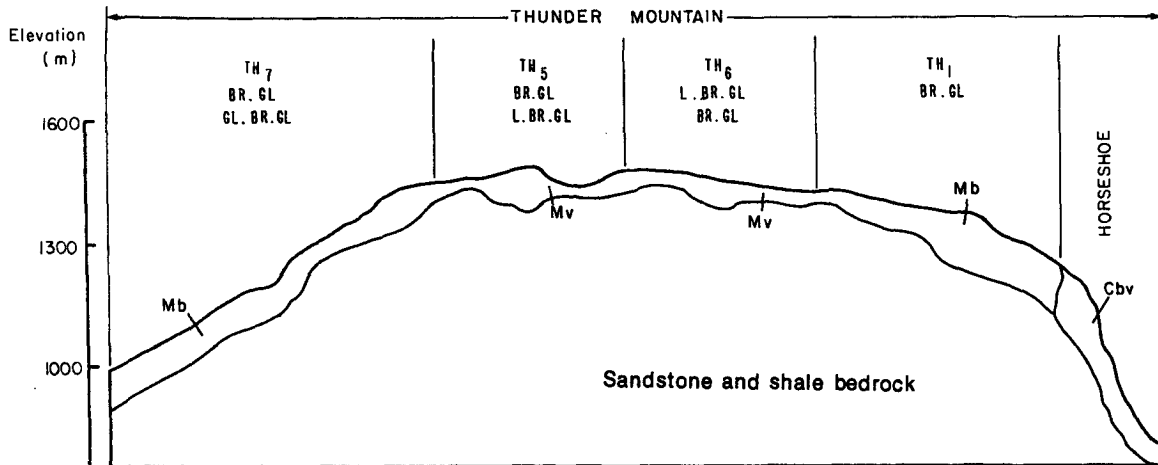 THUNDER MOUNTAIN
Elevation
(m)
TH7
BR.GL
GL.BR.GL
TH5
BR.GL
L.BR.GL
TH6
L.BR.GL
BR.GL
TH1
BR.GL
HORSESHOE
1600
1300
1000
Mb
Mv
Mv
Mb
Cbv
Sandstone and shale bedrock